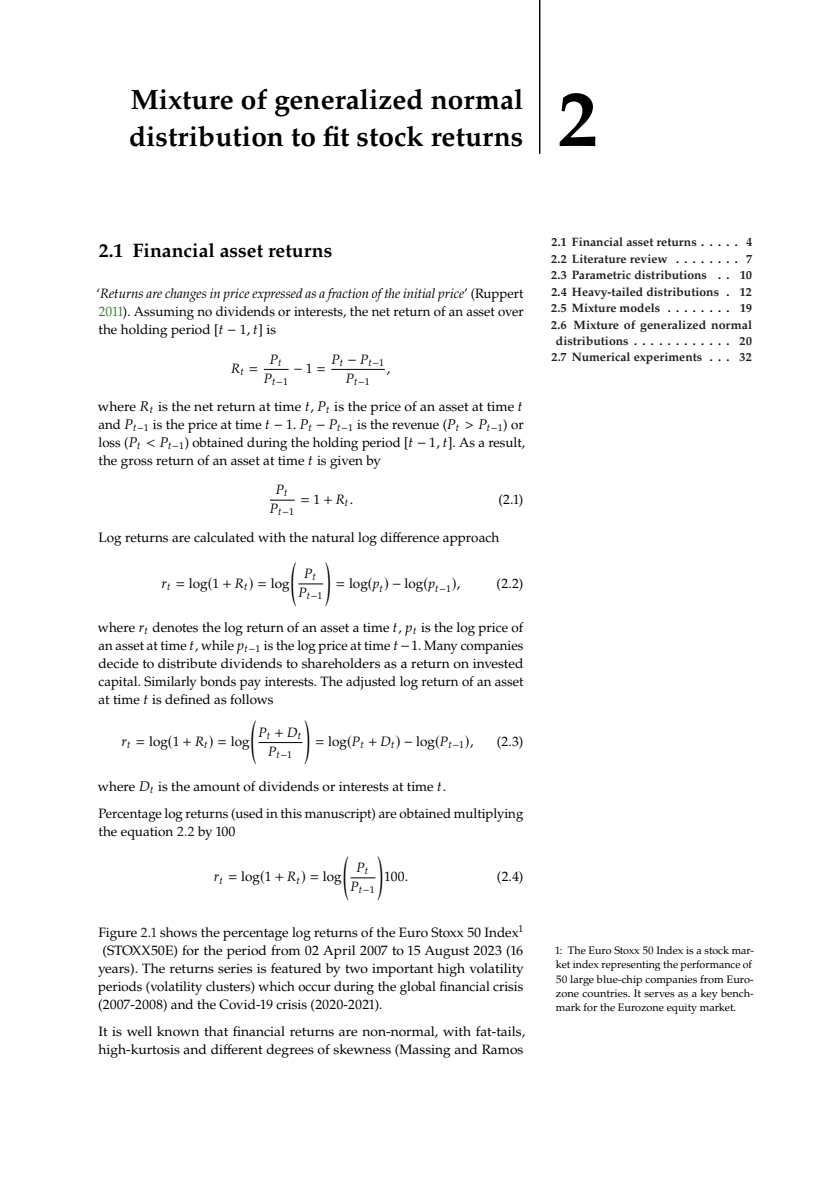 Mixture of generalized normal
distribution to fit stock returns
2
2.1 Financial asset returns
'Returns are changes in price expressed as a fraction of the initial price' (Ruppert
2011). Assuming no dividends or interests, the net return of an asset over
the holding period [t − 1, t] is
R_t = P_t / P_{t−1} − 1 = (P_t − P_{t−1}) / P_{t−1},
where R_t is the net return at time t, P_t is the price of an asset at time t
and P_{t−1} is the price at time t − 1. P_t − P_{t−1} is the revenue (P_t > P_{t−1}) or
loss (P_t < P_{t−1}) obtained during the holding period [t − 1, t]. As a result,
the gross return of an asset at time t is given by
P_t / P_{t−1} = 1 + R_t. (2.1)
Log returns are calculated with the natural log difference approach
r_t = log(1 + R_t) = log(P_t / P_{t−1}) = log(p_t) − log(p_{t−1}), (2.2)
where r_t denotes the log return of an asset a time t, p_t is the log price of
an asset at time t, while p_{t−1} is the log price at time t − 1. Many companies
decide to distribute dividends to shareholders as a return on invested
capital. Similarly bonds pay interests. The adjusted log return of an asset
at time t is defined as follows
r_t = log(1 + R_t) = log((P_t + D_t) / P_{t−1}) = log(P_t + D_t) − log(P_{t−1}), (2.3)
where D_t is the amount of dividends or interests at time t.
Percentage log returns (used in this manuscript) are obtained multiplying
the equation 2.2 by 100
r_t = log(1 + R_t) = log(P_t / P_{t−1})100. (2.4)
Figure 2.1 shows the percentage log returns of the Euro Stoxx 50 Index1
(STOXX50E) for the period from 02 April 2007 to 15 August 2023 (16
years). The returns series is featured by two important high volatility
periods (volatility clusters) which occur during the global financial crisis
(2007-2008) and the Covid-19 crisis (2020-2021).
It is well known that financial returns are non-normal, with fat-tails,
high-kurtosis and different degrees of skewness (Massing and Ramos
2.1 Financial asset returns . . . . . 4
2.2 Literature review . . . . . . . . 7
2.3 Parametric distributions . . 10
2.4 Heavy-tailed distributions . 12
2.5 Mixture models . . . . . . . . 19
2.6 Mixture of generalized normal
distributions . . . . . . . . . . . . 20
2.7 Numerical experiments . . . 32
1: The Euro Stoxx 50 Index is a stock mar-
ket index representing the performance of
50 large blue-chip companies from Euro-
zone countries. It serves as a key bench-
mark for the Eurozone equity market.